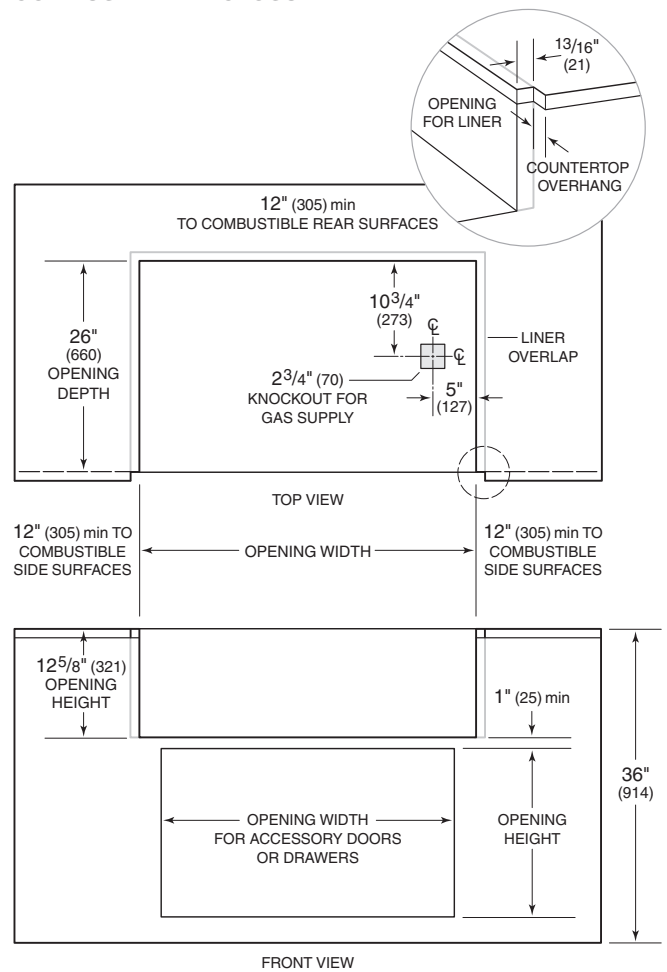 13/16"
(21)
OPENING
FOR LINER
COUNTERTOP
OVERHANG
12" (305) min
TO COMBUSTIBLE REAR SURFACES
26"
(660)
OPENING
DEPTH
10 3/4"
(273)
C
L
C
L
LINER
OVERLAP
2 3/4" (70)
KNOCKOUT FOR
GAS SUPPLY
5"
(127)
TOP VIEW
12" (305) min TO
COMBUSTIBLE
SIDE SURFACES
OPENING WIDTH
12" (305) min TO
COMBUSTIBLE
SIDE SURFACES
12 5/8" (321)
OPENING
HEIGHT
1" (25) min
36"
(914)
OPENING WIDTH
FOR ACCESSORY DOORS
OR DRAWERS
OPENING
HEIGHT
FRONT VIEW